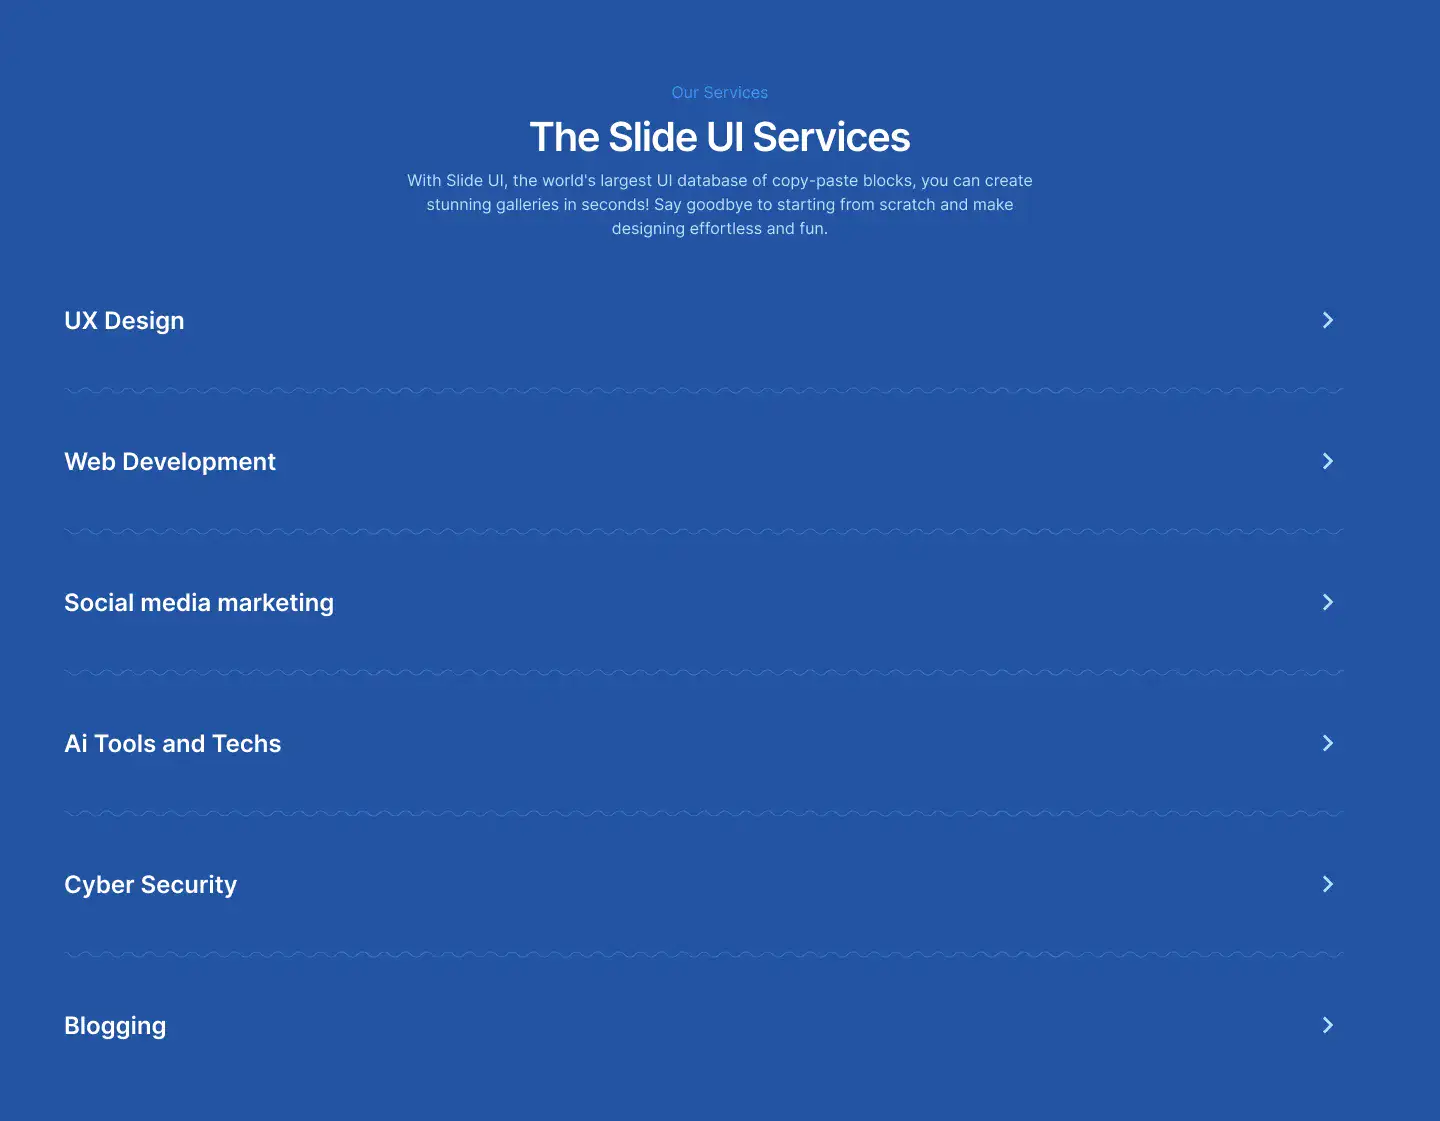 Our Services
The Slide UI Services
With Slide UI, the world's largest UI database of copy-paste blocks, you can create
stunning galleries in seconds! Say goodbye to starting from scratch and make
designing effortless and fun.
UX Design
Web Development
Social media marketing
Ai Tools and Techs
Cyber Security
Blogging